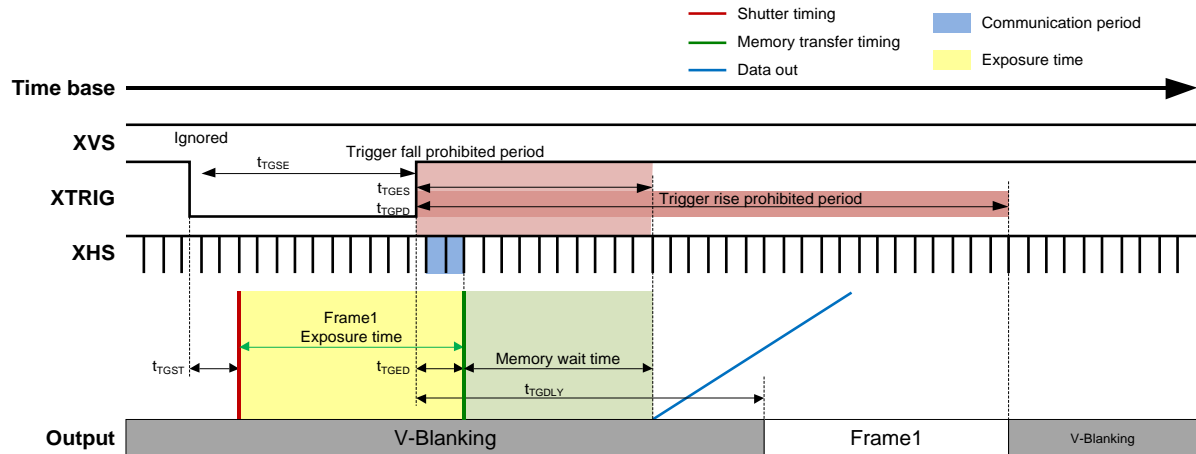 Shutter timing
Communication period
Memory transfer timing
Data out
Exposure time
Time base
XVS
Ignored
Trigger fall prohibited period
tTGSE
XTRIG
tTGES
Trigger rise prohibited period
tTGPD
XHS
Frame1
Exposure time
tTGST
tTGED
Memory wait time
tTGDLY
Output
V-Blanking
Frame1
V-Blanking